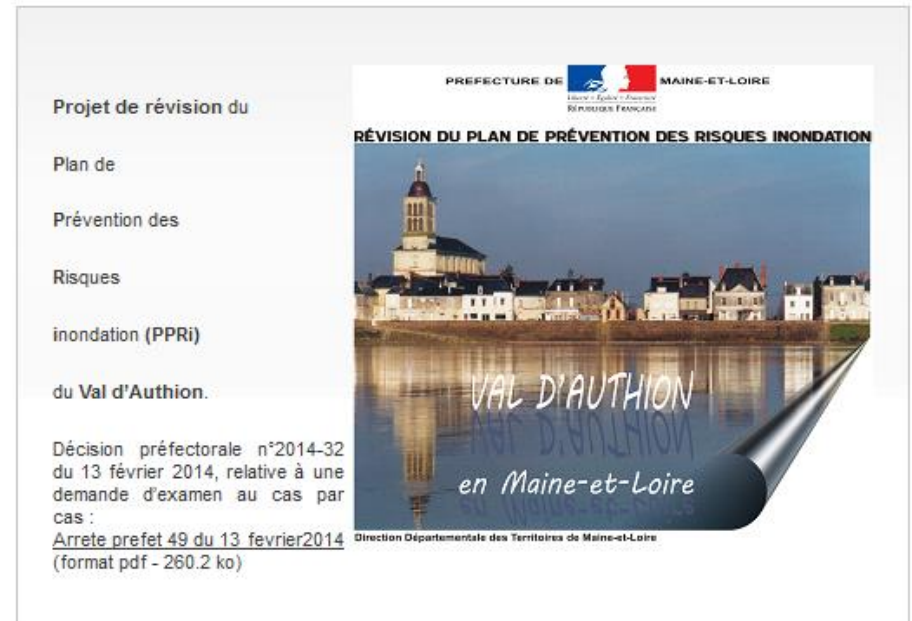 Projet de révision du
Plan de
Prévention des
Risques
inondation (PPRi)
du Val d'Authion.
Décision préfectorale n°2014-32
du 13 février 2014, relative à une
demande d'examen au cas par
cas :
Arrete prefet 49 du 13 fevrier2014
(format pdf - 260.2 ko)
PREFECTURE DE MAINE-ET-LOIRE
Liberté • Égalité • Fraternité
RÉPUBLIQUE FRANÇAISE
RÉVISION DU PLAN DE PRÉVENTION DES RISQUES INONDATION
VAL D'AUTHION
en Maine-et-Loire
Direction Départementale des Territoires de Maine-et-Loire